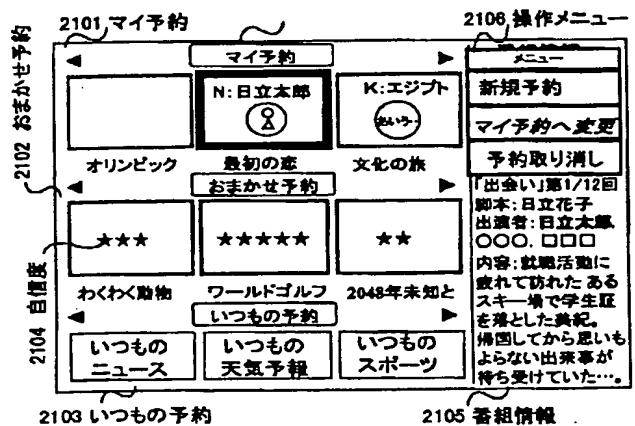 2101 マイ予約
2106 操作メニュー
2102 おまかせ予約
マイ予約
メニュー
N:日立太郎
K:エジプト
あいう‥
新規予約
マイ予約へ変更
予約取り消し
オリンピック
最初の恋
文化の旅
おまかせ予約
★★★
★★★★★
★★
2104 自信度
わくわく動物
ワールドゴルフ
2048年未知と
いつもの予約
いつもの
ニュース
いつもの
天気予報
いつもの
スポーツ
「出会い」第1/12回
脚本:日立花子
出演者:日立太郎
○○○. □□□
内容:就職活動に
疲れて訪れた ある
スキー場で学生証
を落とした美紀。
帰国してから思いも
よらない出来事が
待ち受けていた…。
2103 いつもの予約
2105 番組情報